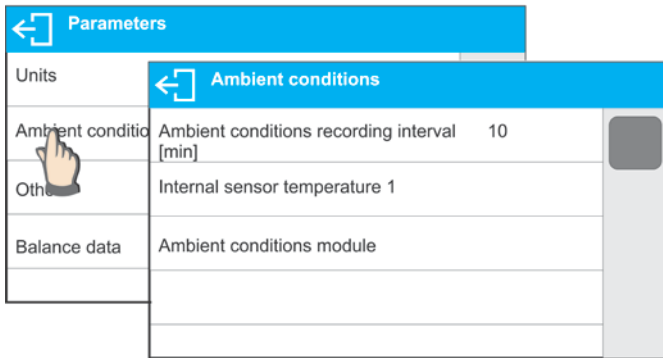 Parameters
Units
Ambient conditio
Othe
Balance data
Ambient conditions
Ambient conditions recording interval 10
[min]
Internal sensor temperature 1
Ambient conditions module